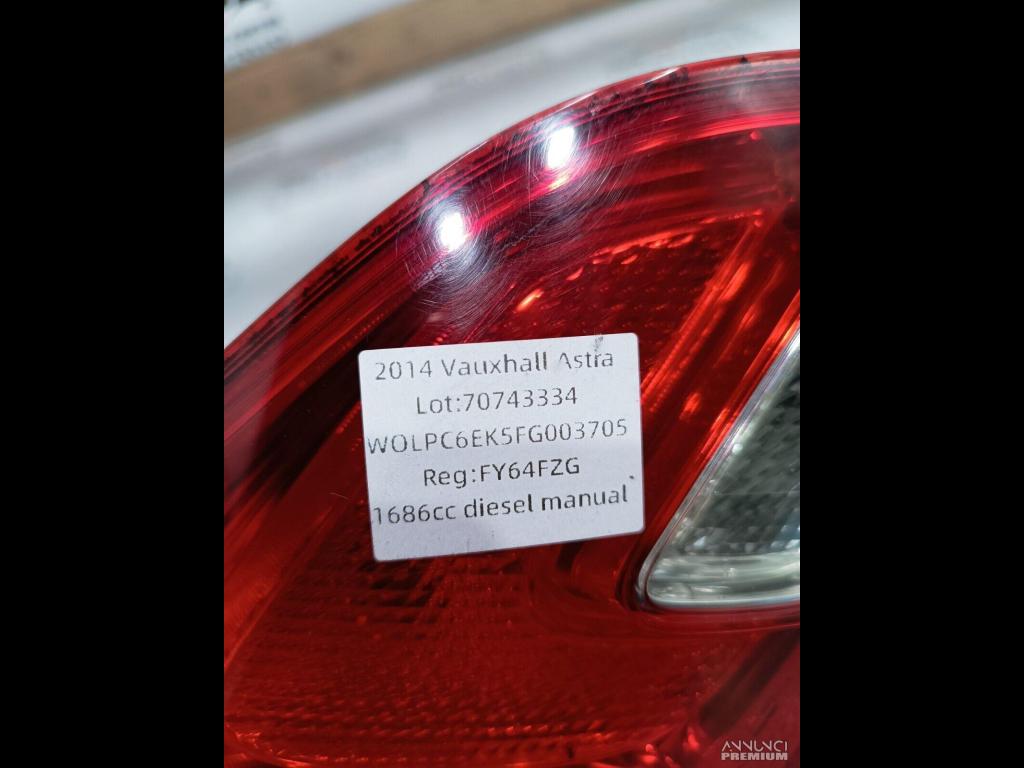 2014 Vauxhall Astra
Lot:70743334
WOLPC6EK5FG003705
Reg:FY64FZG
1686cc diesel manual
ANNUNCI
PREMIUM